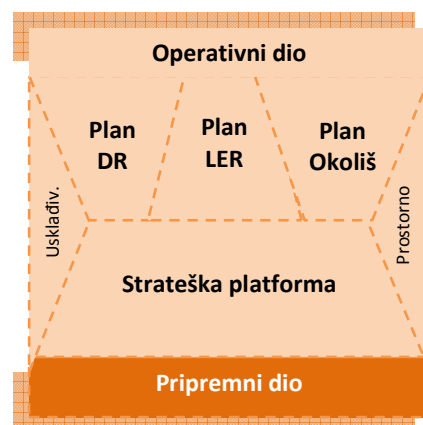 Operativni dio
Plan
DR
Plan
LER
Plan
Okoliš
Usklađiv.
Prostorno
Strateška platforma
Pripremni dio